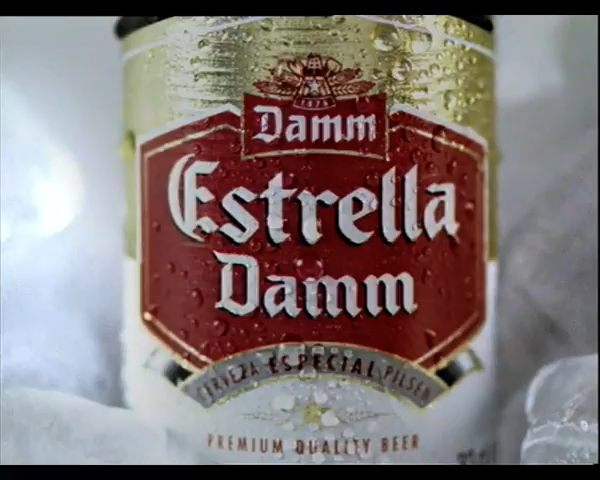 1876
Damm
Estrella
Damm
CERVEZA ESPECIAL PILSEN
PREMIUM QUALITY BEER